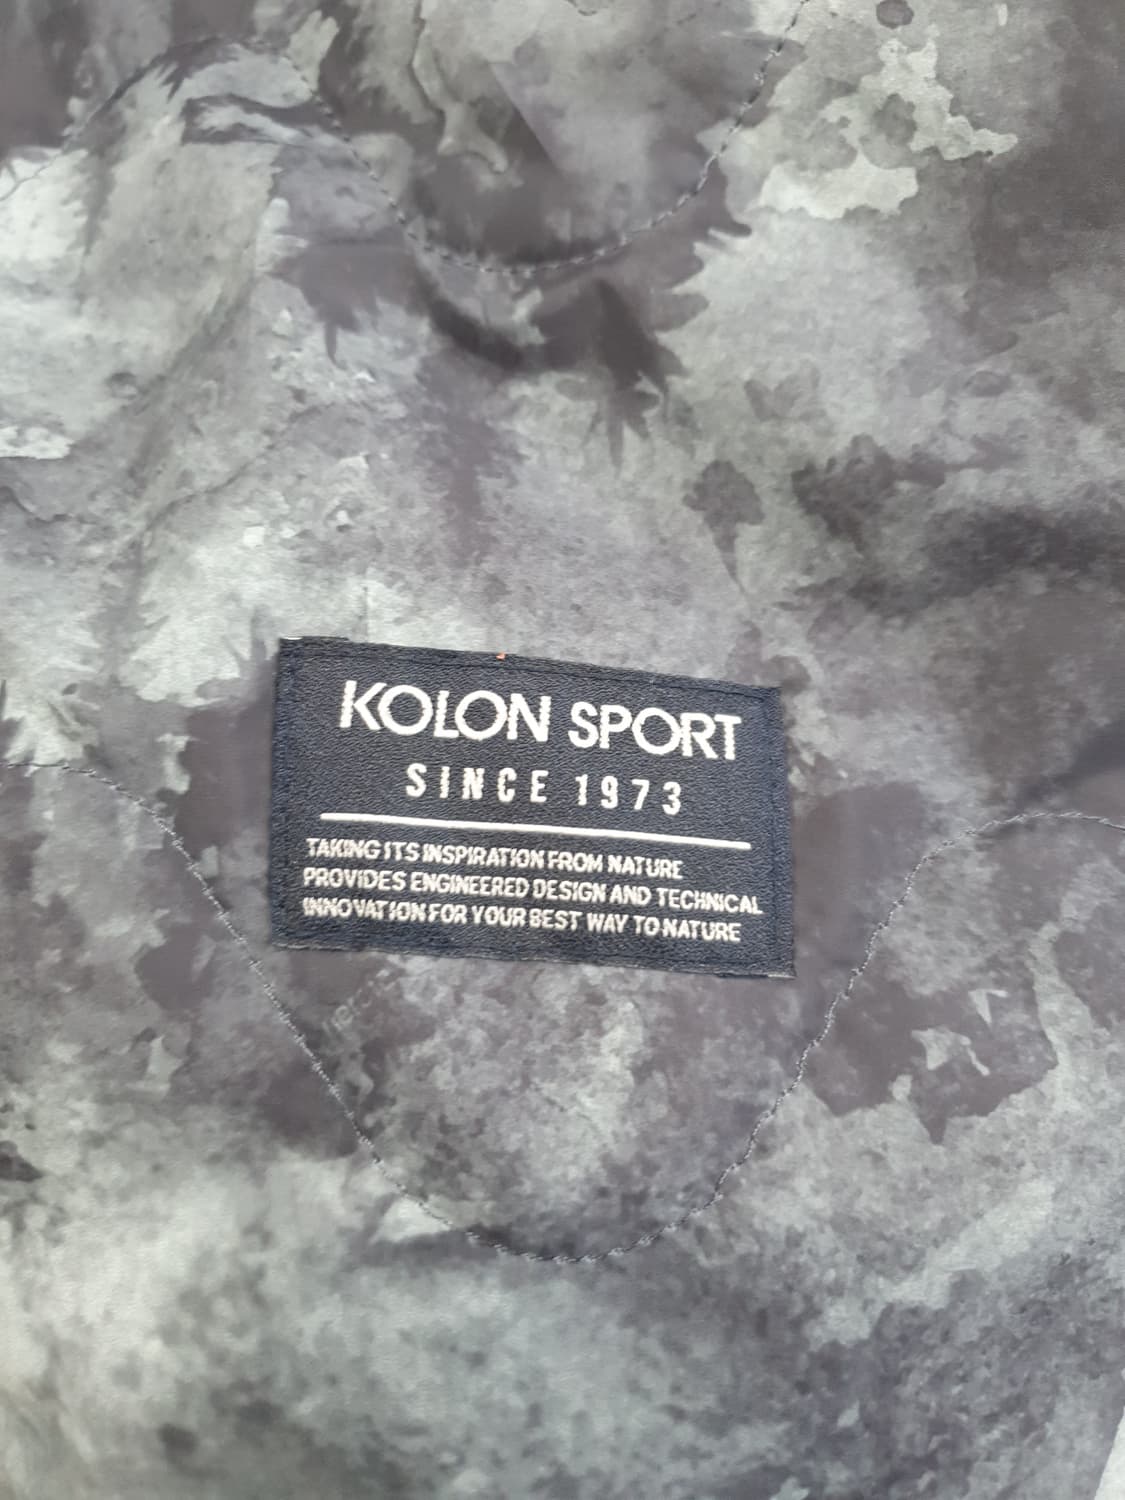 KOLON SPORT
SINCE 1973
TAKING ITS INSPIRATION FROM NATURE
PROVIDES ENGINEERED DESIGN AND TECHNICAL
INNOVATION FOR YOUR BEST WAY TO NATURE